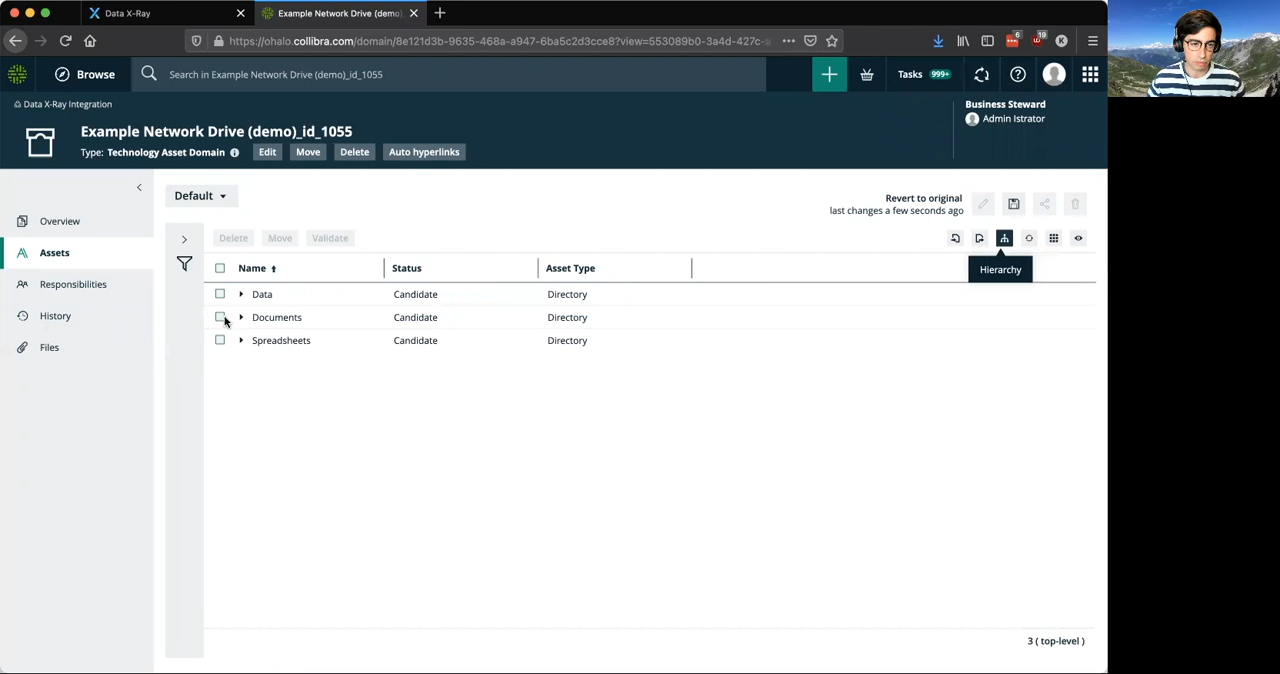 Data X-Ray
Example Network Drive (demo)
https://ohalo.collibra.com/domain/8e121d3b-9635-468a-a947-6ba5c2d3cce8?view=553089b0-3a4d-427c-
6
19
K
Browse
Search in Example Network Drive (demo)_id_1055
Tasks 999+
Data X-Ray Integration
Example Network Drive (demo)_id_1055
Type: Technology Asset Domain
Edit
Move
Delete
Auto hyperlinks
Business Steward
Admin Istrator
Overview
Assets
Responsibilities
History
Files
Default
Revert to original
last changes a few seconds ago
Delete
Move
Validate
Hierarchy
Name Status Asset Type
Data Candidate Directory
Documents Candidate Directory
Spreadsheets Candidate Directory
3 ( top-level )